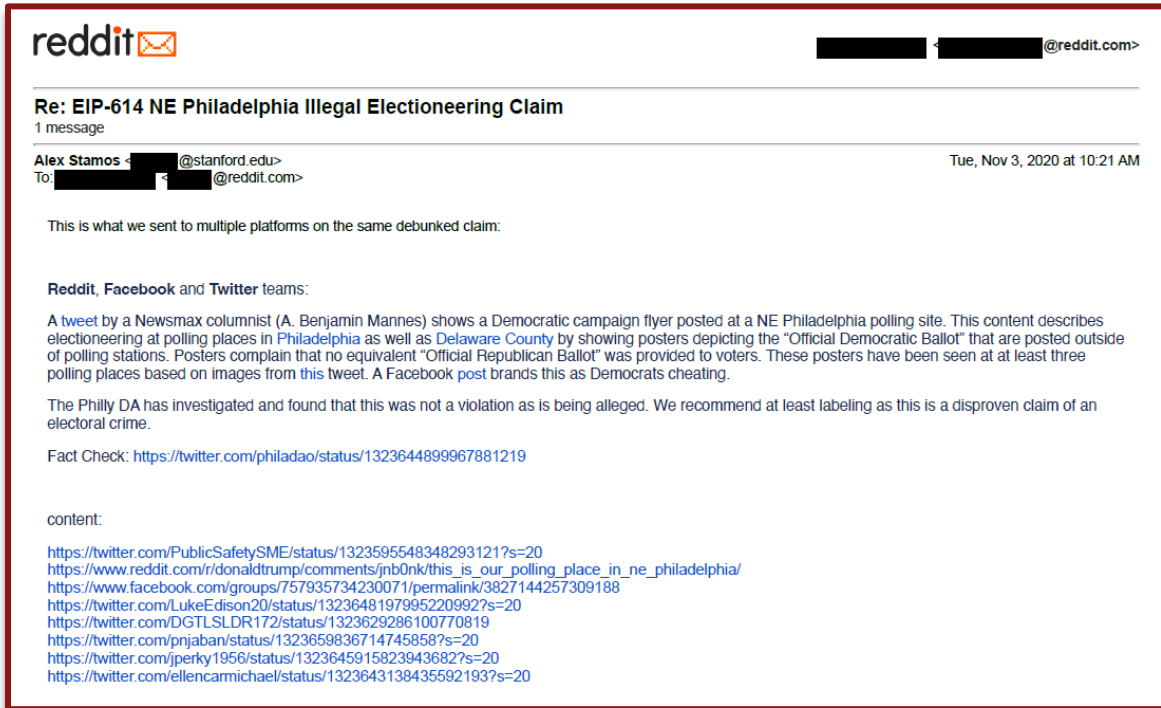 reddit
< @reddit.com>
Re: EIP-614 NE Philadelphia Illegal Electioneering Claim
1 message
Alex Stamos < @stanford.edu>
Tue, Nov 3, 2020 at 10:21 AM
To: < @reddit.com>
This is what we sent to multiple platforms on the same debunked claim:
Reddit, Facebook and Twitter teams:
A tweet by a Newsmax columnist (A. Benjamin Mannes) shows a Democratic campaign flyer posted at a NE Philadelphia polling site. This content describes
electioneering at polling places in Philadelphia as well as Delaware County by showing posters depicting the “Official Democratic Ballot” that are posted outside
of polling stations. Posters complain that no equivalent “Official Republican Ballot” was provided to voters. These posters have been seen at at least three
polling places based on images from this tweet. A Facebook post brands this as Democrats cheating.
The Philly DA has investigated and found that this was not a violation as is being alleged. We recommend at least labeling as this is a disproven claim of an
electoral crime.
Fact Check: https://twitter.com/philadao/status/1323644899967881219
content:
https://twitter.com/PublicSafetySME/status/1323595548348293121?s=20
https://www.reddit.com/r/donaldtrump/comments/jnb0nk/this_is_our_polling_place_in_ne_philadelphia/
https://www.facebook.com/groups/757935734230071/permalink/3827144257309188
https://twitter.com/LukeEdison20/status/1323648197995220992?s=20
https://twitter.com/DGTLSLDR172/status/1323629286100770819
https://twitter.com/pnjaban/status/1323659836714745858?s=20
https://twitter.com/jperky1956/status/1323645915823943682?s=20
https://twitter.com/ellencarmichael/status/1323643138435592193?s=20